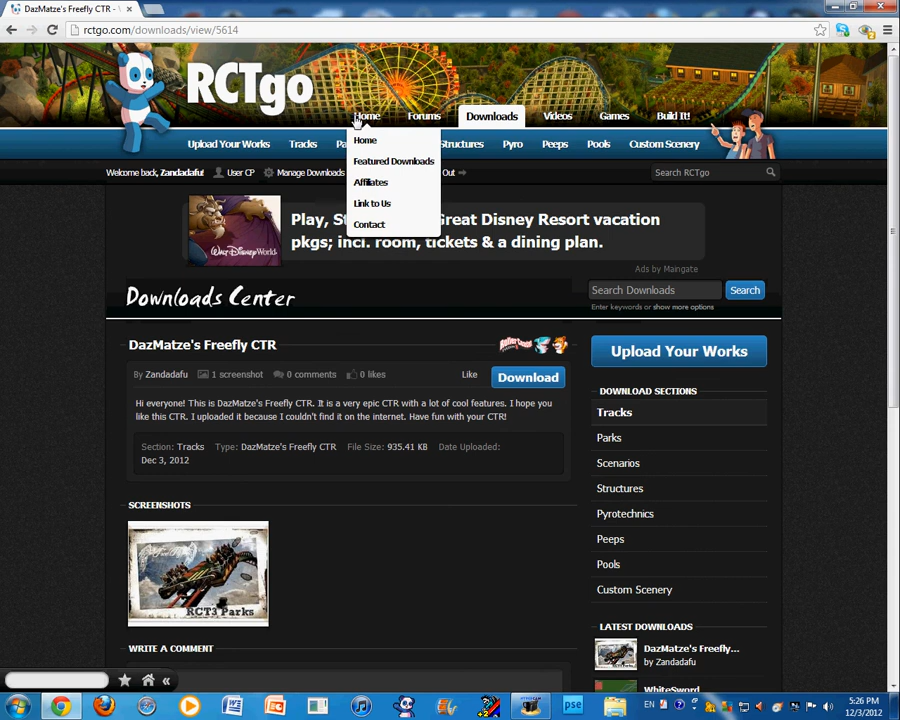 DazMatze's Freefly CTR -
rctgo.com/downloads/view/5614
RCTgo
Home Forums Downloads Videos Games Build It!
Upload Your Works Tracks Structures Pyro Peeps Pools Custom Scenery
Home
Featured Downloads
Affiliates
Link to Us
Contact
Welcome back, Zandadafu! User CP Manage Downloads Out
Search RCTgo
WALT DISNEY World
Play, Great Disney Resort vacation
pkgs; incl. room, tickets & a dining plan.
Ads by Maingate
Downloads Center
Search Downloads Search
Enter keywords or show more options
DazMatze's Freefly CTR
By Zandadafu 1 screenshot 0 comments 0 likes Like Download
Hi everyone! This is DazMatze's Freefly CTR. It is a very epic CTR with a lot of cool features. I hope you
like this CTR. I uploaded it because I couldn't find it on the internet. Have fun with your CTR!
Section: Tracks Type: DazMatze's Freefly CTR File Size: 935.41 KB Date Uploaded:
Dec 3, 2012
SCREENSHOTS
RCT3 Parks
WRITE A COMMENT
Upload Your Works
DOWNLOAD SECTIONS
Tracks
Parks
Scenarios
Structures
Pyrotechnics
Peeps
Pools
Custom Scenery
LATEST DOWNLOADS
DazMatze's Freefly...
by Zandadafu
WhiteSword
EN
5:26 PM
12/3/2012